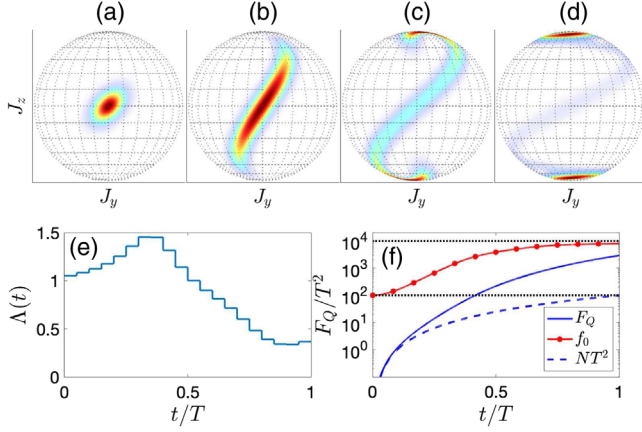 (a) (b) (c) (d)
J_z
J_y J_y J_y J_y
(e)
Λ(t)
1.5
1
0.5
0
0 0.5 1
t/T
(f)
F_Q/T^2
10^4
10^3
10^2
10^1
10^0
F_Q
f_0
NT^2
0 0.5 1
t/T